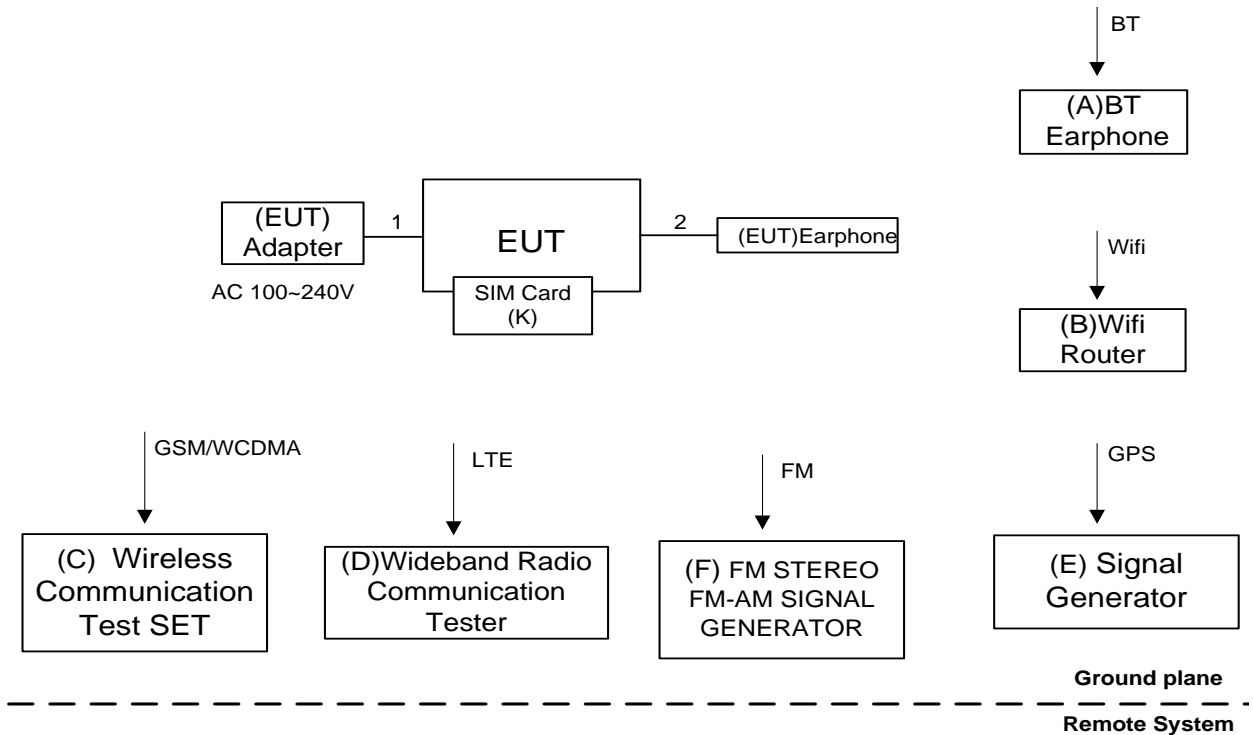 BT
(A)BT
Earphone
(EUT)
Adapter
1
EUT
2
(EUT)Earphone
AC 100~240V
SIM Card
(K)
Wifi
(B)Wifi
Router
GSM/WCDMA
LTE
FM
GPS
(C) Wireless
Communication
Test SET
(D)Wideband Radio
Communication
Tester
(F) FM STEREO
FM-AM SIGNAL
GENERATOR
(E) Signal
Generator
Ground plane
Remote System